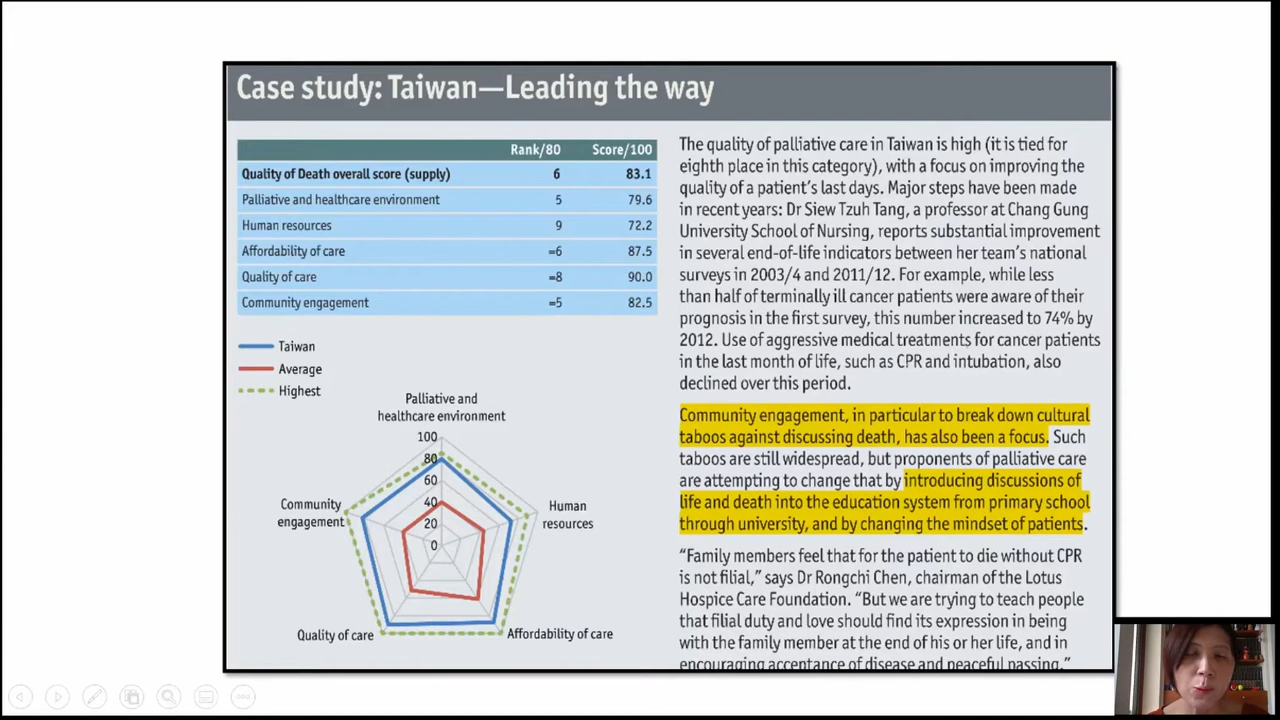 Case study: Taiwan—Leading the way
Rank/80 Score/100
Quality of Death overall score (supply) 6 83.1
Palliative and healthcare environment 5 79.6
Human resources 9 72.2
Affordability of care =6 87.5
Quality of care =8 90.0
Community engagement =5 82.5
Taiwan
Average
Highest
Palliative and
healthcare environment
100
80
60
40
20
0
Human
resources
Affordability of care
Quality of care
Community
engagement
The quality of palliative care in Taiwan is high (it is tied for
eighth place in this category), with a focus on improving the
quality of a patient's last days. Major steps have been made
in recent years: Dr Siew Tzuh Tang, a professor at Chang Gung
University School of Nursing, reports substantial improvement
in several end-of-life indicators between her team's national
surveys in 2003/4 and 2011/12. For example, while less
than half of terminally ill cancer patients were aware of their
prognosis in the first survey, this number increased to 74% by
2012. Use of aggressive medical treatments for cancer patients
in the last month of life, such as CPR and intubation, also
declined over this period.
Community engagement, in particular to break down cultural
taboos against discussing death, has also been a focus. Such
taboos are still widespread, but proponents of palliative care
are attempting to change that by introducing discussions of
life and death into the education system from primary school
through university, and by changing the mindset of patients.
“Family members feel that for the patient to die without CPR
is not filial,” says Dr Rongchi Chen, chairman of the Lotus
Hospice Care Foundation. “But we are trying to teach people
that filial duty and love should find its expression in being
with the family member at the end of his or her life, and in
encouraging acceptance of disease and peaceful passing.”